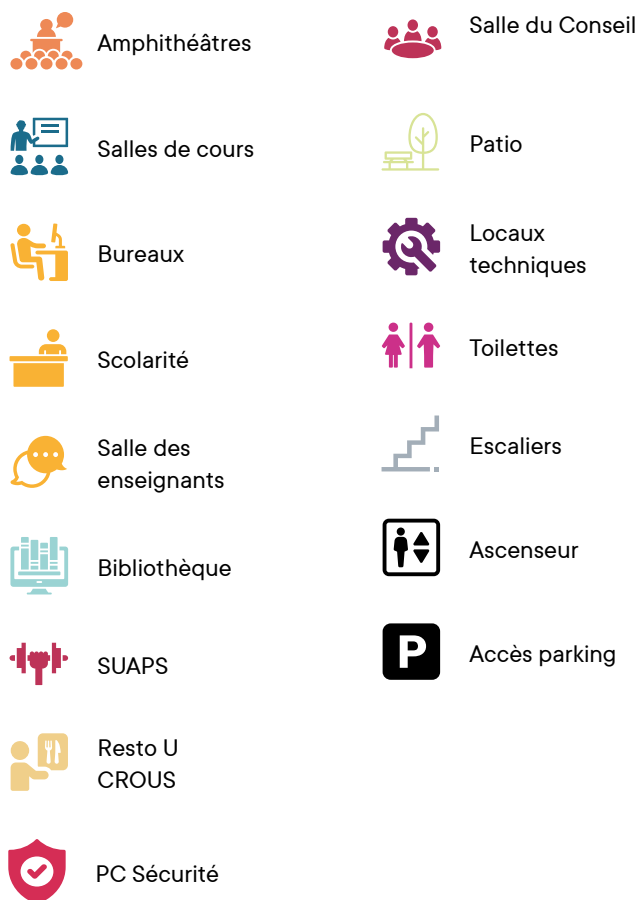 Amphithéâtres
Salles de cours
Bureaux
Scolarité
Salle des
enseignants
Bibliothèque
SUAPS
Resto U
CROUS
PC Sécurité
Salle du Conseil
Patio
Locaux
techniques
Toilettes
Escaliers
Ascenseur
P
Accès parking